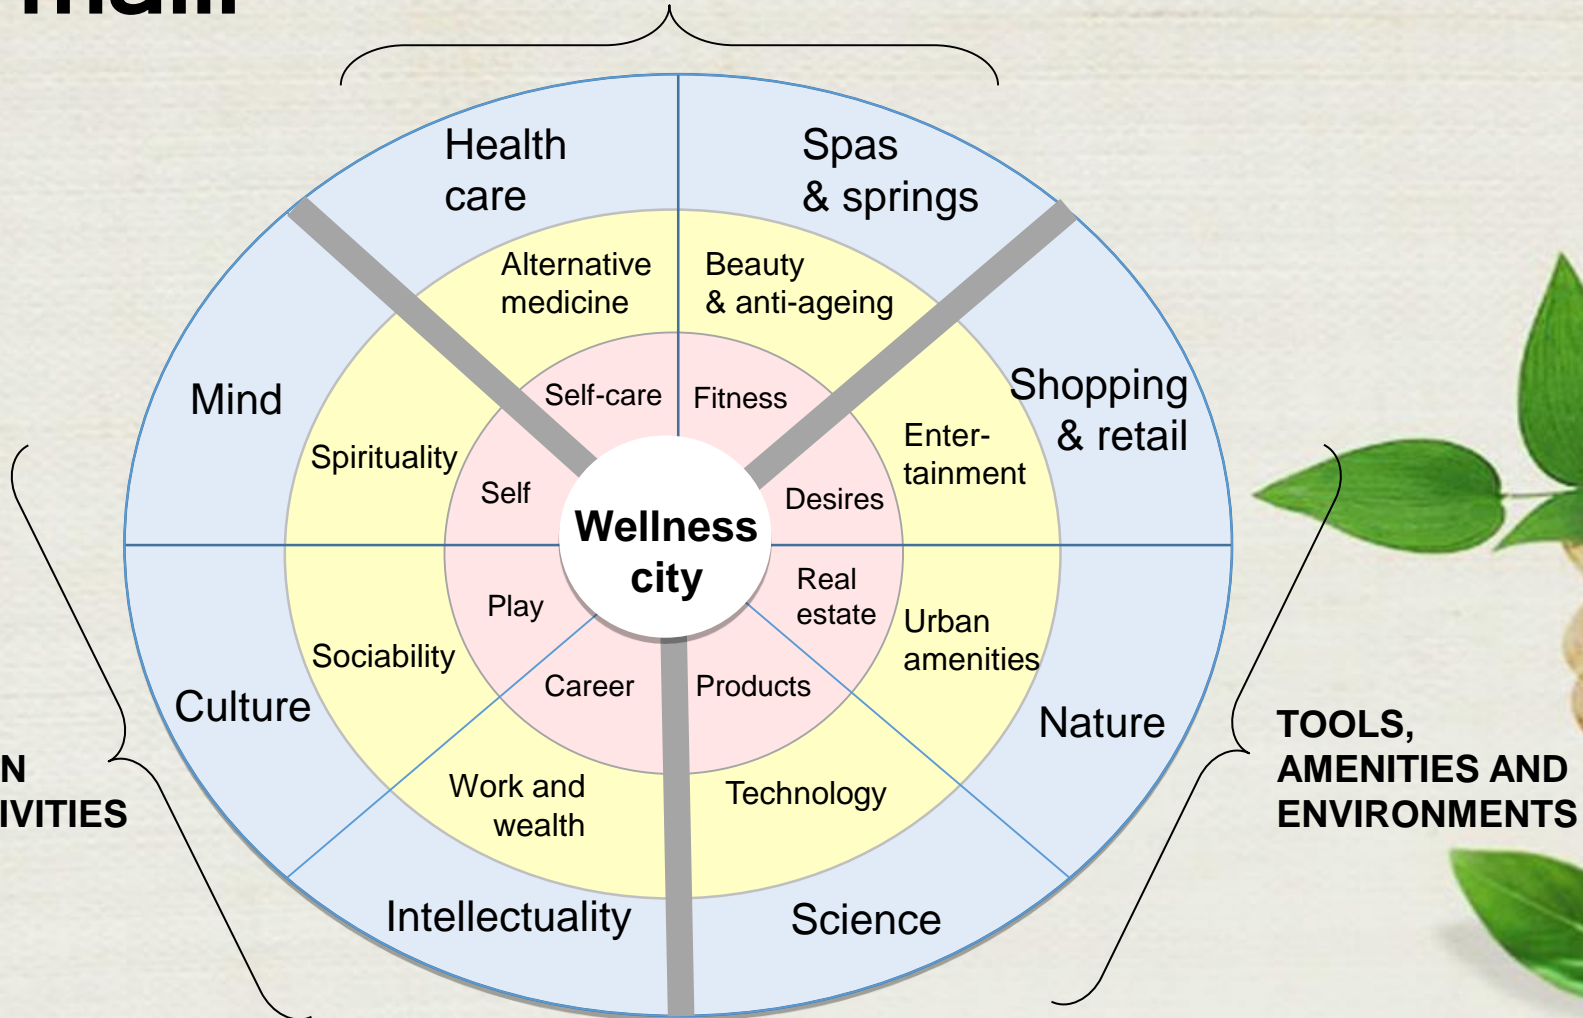 Health
care
Spas
& springs
Alternative
medicine
Beauty
& anti-ageing
Mind
Self-care
Fitness
Shopping
& retail
Spirituality
Enter-
tainment
Self
Desires
Wellness
city
Play
Real
estate
Sociability
Urban
amenities
Culture
Career
Products
Nature
TOOLS,
AMENITIES AND
ENVIRONMENTS
Work and
wealth
Technology
Intellectuality
Science